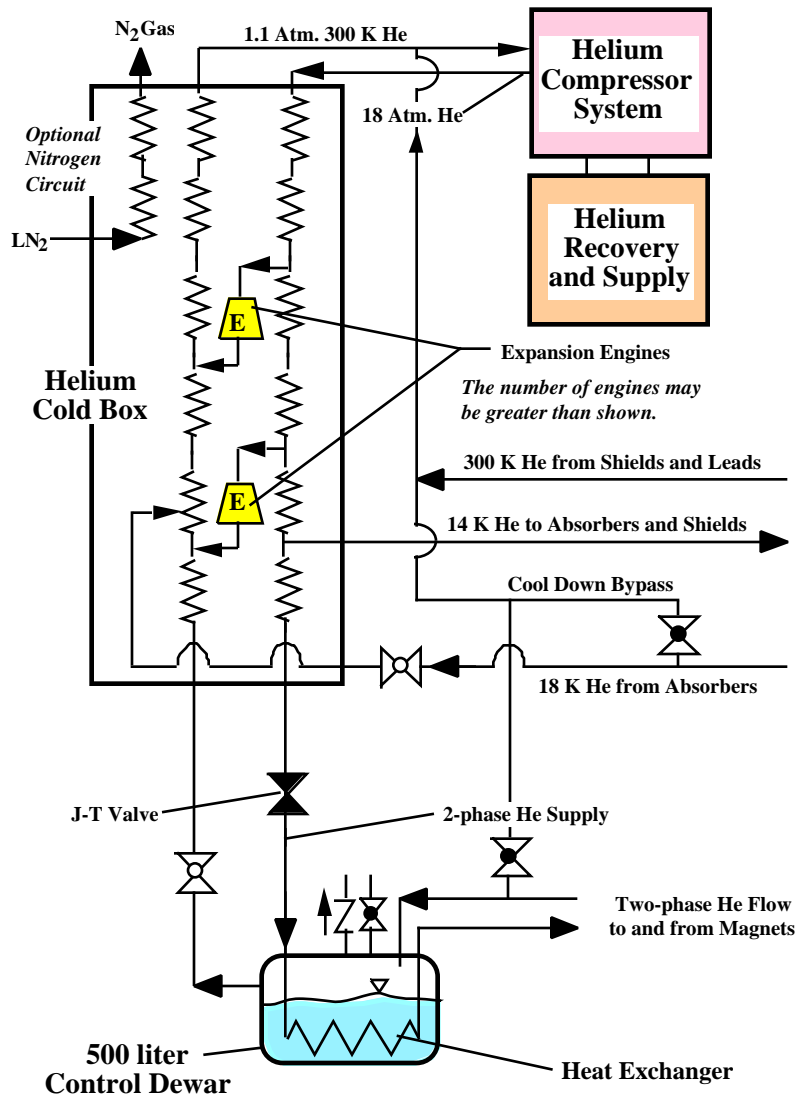 N2Gas
1.1 Atm. 300 K He
Helium
Compressor
System
18 Atm. He
Optional
Nitrogen
Circuit
LN2
Helium
Recovery
and Supply
E
Expansion Engines
The number of engines may
be greater than shown.
Helium
Cold Box
300 K He from Shields and Leads
E
14 K He to Absorbers and Shields
Cool Down Bypass
18 K He from Absorbers
J-T Valve
2-phase He Supply
Two-phase He Flow
to and from Magnets
500 liter
Control Dewar
Heat Exchanger